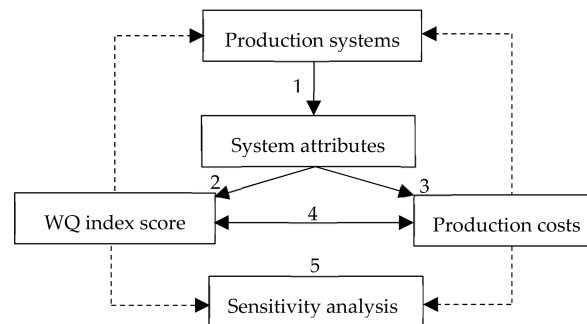 Production systems
1
System attributes
2
3
WQ index score
4
Production costs
5
Sensitivity analysis